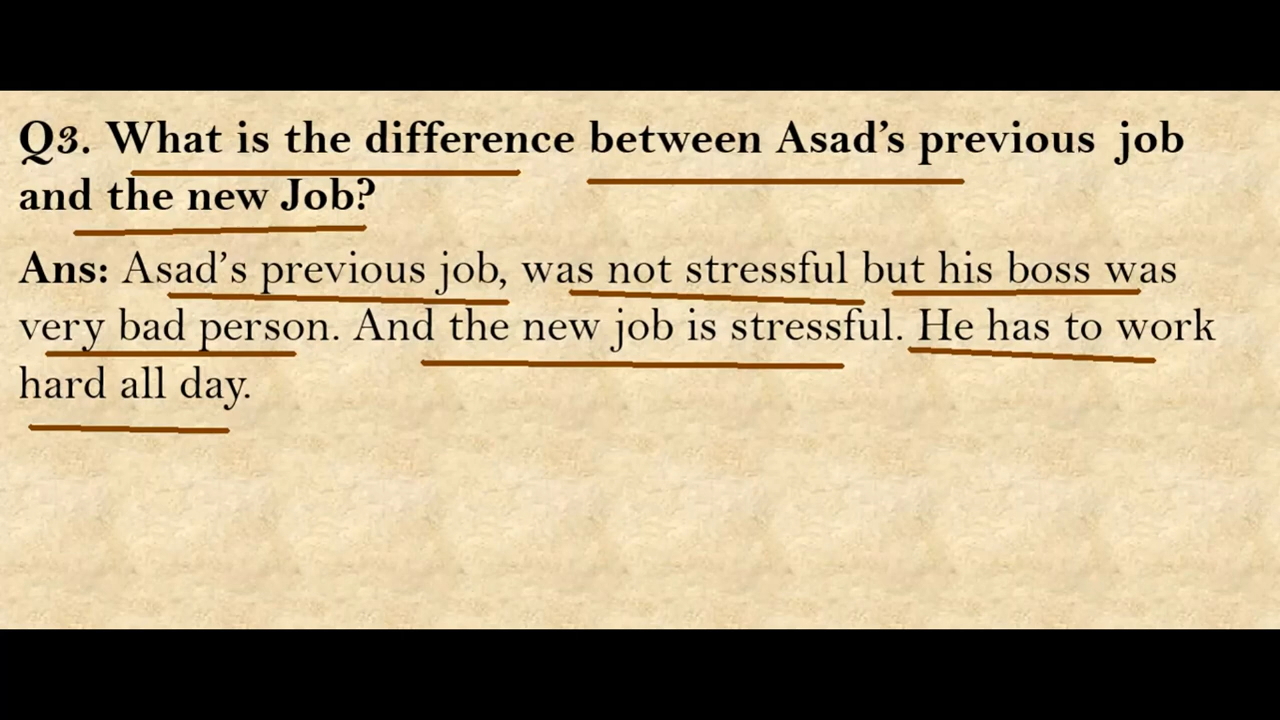 Q3. What is the difference between Asad’s previous job
and the new Job?
Ans: Asad’s previous job, was not stressful but his boss was
very bad person. And the new job is stressful. He has to work
hard all day.